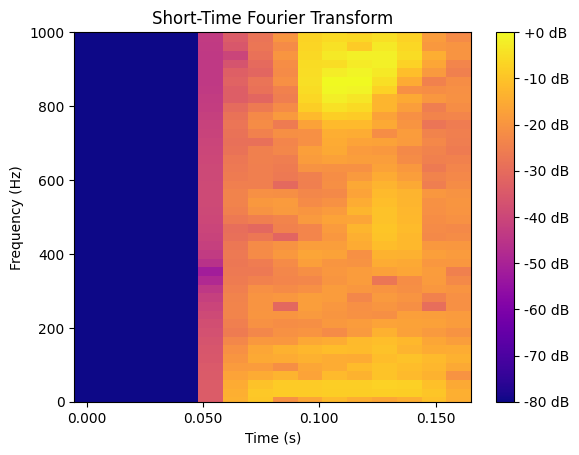 Short-Time Fourier Transform
Frequency (Hz)
1000
800
600
400
200
0
0.000
0.050
0.100
0.150
Time (s)
+0 dB
-10 dB
-20 dB
-30 dB
-40 dB
-50 dB
-60 dB
-70 dB
-80 dB